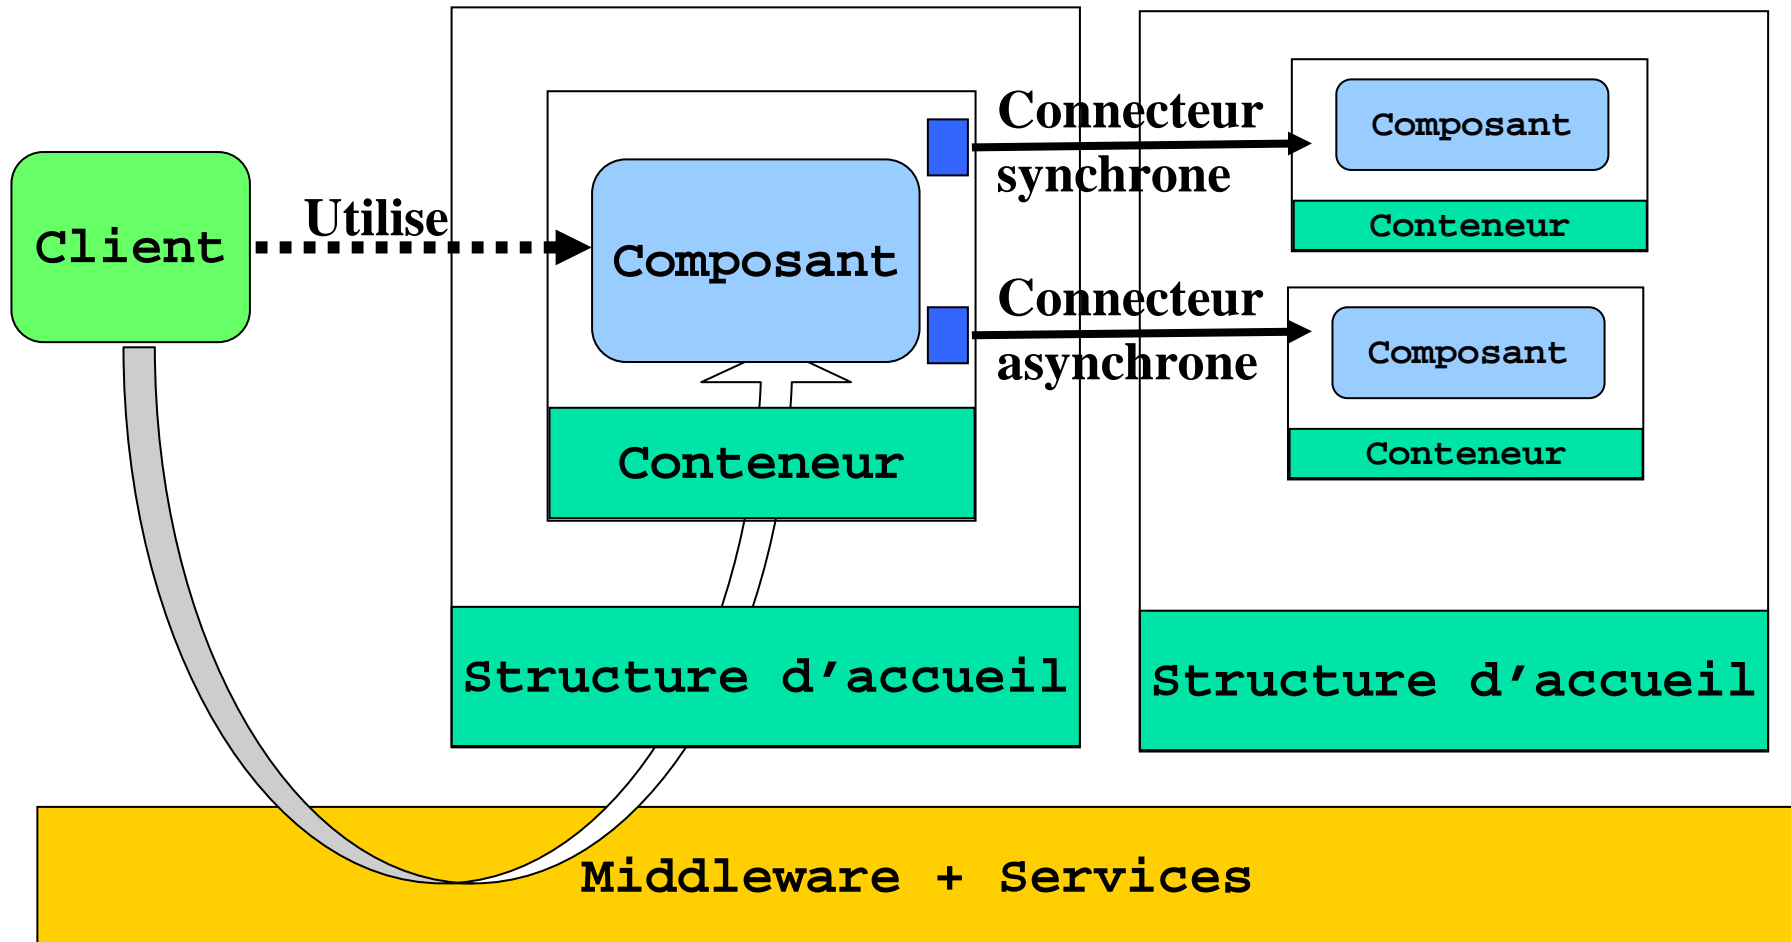 Client
Utilise
Composant
Conteneur
Structure d’accueil
Connecteur
synchrone
Connecteur
asynchrone
Composant
Conteneur
Composant
Conteneur
Structure d’accueil
Middleware + Services